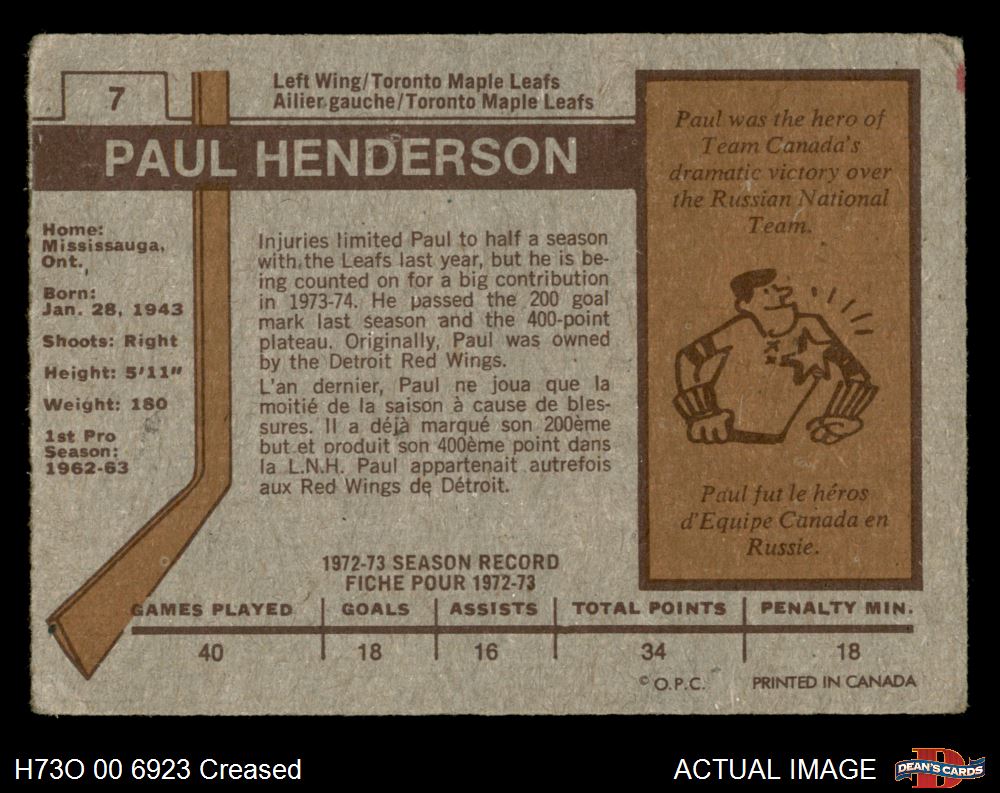 7
Left Wing/Toronto Maple Leafs
Ailier gauche/Toronto Maple Leafs
PAUL HENDERSON
Home:
Mississauga,
Ont.
Born:
Jan. 28, 1943
Shoots: Right
Height: 5'11"
Weight: 180
1st Pro
Season:
1962-63
Injuries limited Paul to half a season
with the Leafs last year, but he is be-
ing counted on for a big contribution
in 1973-74. He passed the 200 goal
mark last season and the 400-point
plateau. Originally, Paul was owned
by the Detroit Red Wings.
L'an dernier, Paul ne joua que la
moitié de la saison à cause de bles-
sures. Il a déjà marqué son 200ème
but et produit son 400ème point dans
la L.N.H. Paul appartenait autrefois
aux Red Wings de Détroit.
Paul was the hero of
Team Canada's
dramatic victory over
the Russian National
Team.
Paul fut le héros
d'Equipe Canada en
Russie.
1972-73 SEASON RECORD
FICHE POUR 1972-73
GAMES PLAYED GOALS ASSISTS TOTAL POINTS PENALTY MIN.
40 18 16 34 18
© O.P.C. PRINTED IN CANADA
H73O 00 6923 Creased
ACTUAL IMAGE
DEAN'S CARDS